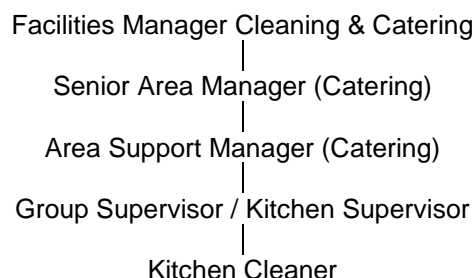 Facilities Manager Cleaning & Catering
Senior Area Manager (Catering)
Area Support Manager (Catering)
Group Supervisor / Kitchen Supervisor
Kitchen Cleaner